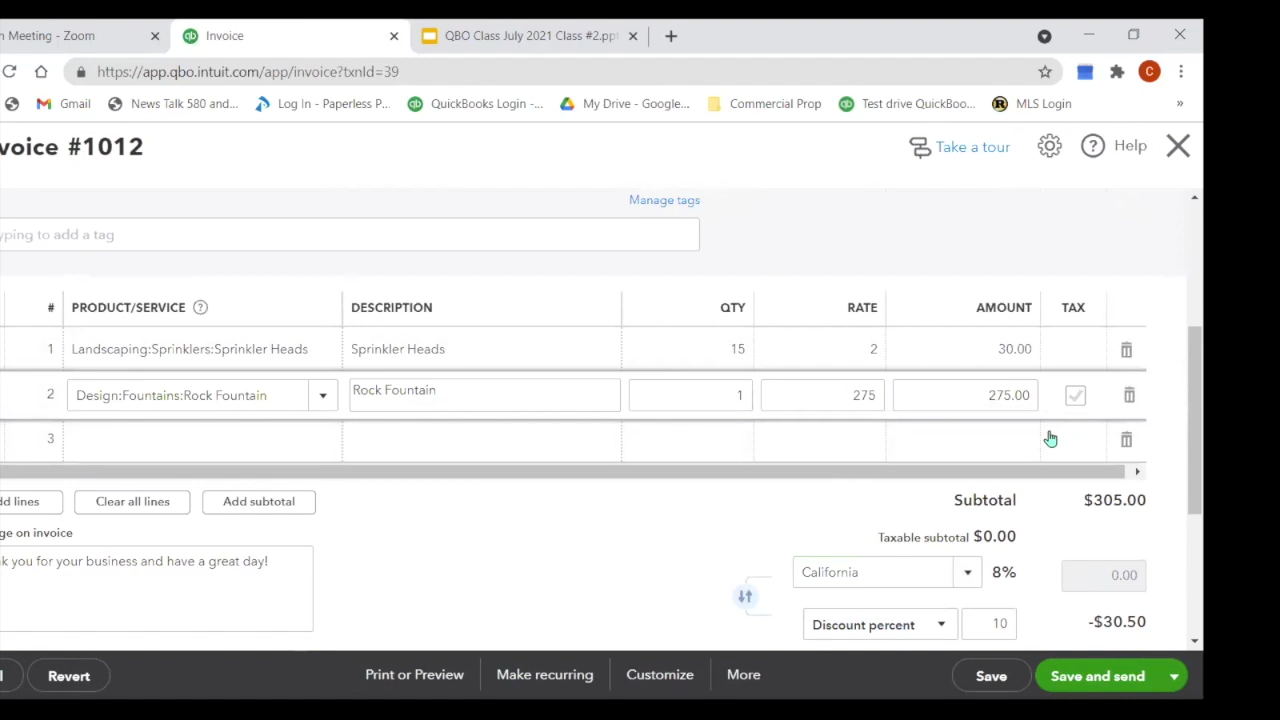 n Meeting - Zoom
Invoice
QBO Class July 2021 Class #2.ppt
https://app.qbo.intuit.com/app/invoice?txnId=39
C
Gmail
News Talk 580 and...
Log In - Paperless P...
QuickBooks Login -...
My Drive - Google...
Commercial Prop
Test drive QuickBoo...
MLS Login
»
voice #1012
Take a tour
Help
Manage tags
yping to add a tag
# PRODUCT/SERVICE DESCRIPTION QTY RATE AMOUNT TAX
1 Landscaping:Sprinklers:Sprinkler Heads Sprinkler Heads 15 2 30.00
2 Design:Fountains:Rock Fountain Rock Fountain 1 275 275.00
3
dd lines Clear all lines Add subtotal Subtotal $305.00
ge on invoice
Taxable subtotal $0.00
k you for your business and have a great day!
California 8% 0.00
Discount percent 10 -$30.50
l Revert Print or Preview Make recurring Customize More Save Save and send